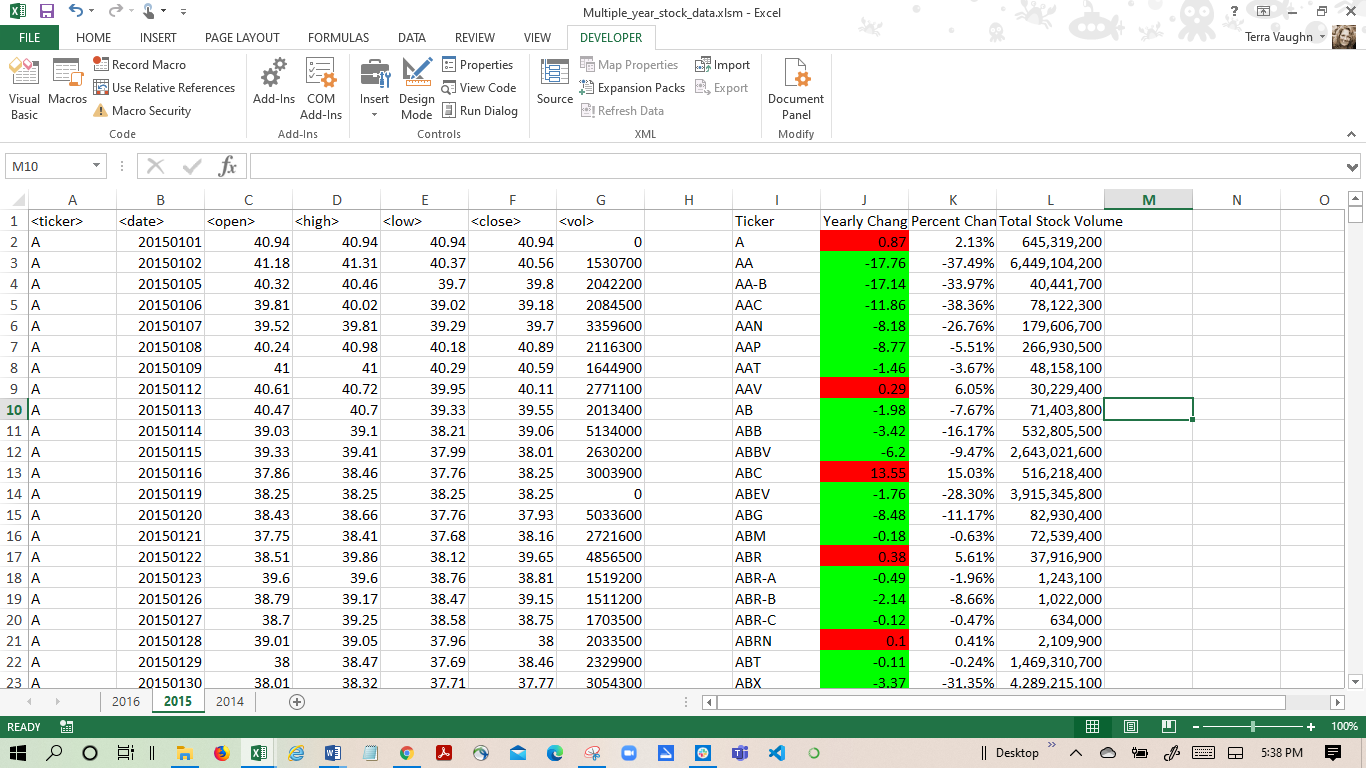 Multiple_year_stock_data.xlsm - Excel
?
FILE HOME INSERT PAGE LAYOUT FORMULAS DATA REVIEW VIEW DEVELOPER Terra Vaughn
Visual Basic
Macros
Record Macro
Use Relative References
Macro Security
Code
Add-Ins
COM Add-Ins
Add-Ins
Insert
Design Mode
Properties
View Code
Run Dialog
Controls
Source
Map Properties
Expansion Packs
Refresh Data
Import
Export
XML
Document Panel
Modify
M10 fx
A B C D E F G H I J K L M N O
1 <ticker> <date> <open> <high> <low> <close> <vol> Ticker Yearly Chang Percent Chan Total Stock Volume
2 A 20150101 40.94 40.94 40.94 40.94 0 A 0.87 2.13% 645,319,200
3 A 20150102 41.18 41.31 40.37 40.56 1530700 AA -17.76 -37.49% 6,449,104,200
4 A 20150105 40.32 40.46 39.7 39.8 2042200 AA-B -17.14 -33.97% 40,441,700
5 A 20150106 39.81 40.02 39.02 39.18 2084500 AAC -11.86 -38.36% 78,122,300
6 A 20150107 39.52 39.81 39.29 39.7 3359600 AAN -8.18 -26.76% 179,606,700
7 A 20150108 40.24 40.98 40.18 40.89 2116300 AAP -8.77 -5.51% 266,930,500
8 A 20150109 41 41 40.29 40.59 1644900 AAT -1.46 -3.67% 48,158,100
9 A 20150112 40.61 40.72 39.95 40.11 2771100 AAV 0.29 6.05% 30,229,400
10 A 20150113 40.47 40.7 39.33 39.55 2013400 AB -1.98 -7.67% 71,403,800
11 A 20150114 39.03 39.1 38.21 39.06 5134000 ABB -3.42 -16.17% 532,805,500
12 A 20150115 39.33 39.41 37.99 38.01 2630200 ABBV -6.2 -9.47% 2,643,021,600
13 A 20150116 37.86 38.46 37.76 38.25 3003900 ABC 13.55 15.03% 516,218,400
14 A 20150119 38.25 38.25 38.25 38.25 0 ABEV -1.76 -28.30% 3,915,345,800
15 A 20150120 38.43 38.66 37.76 37.93 5033600 ABG -8.48 -11.17% 82,930,400
16 A 20150121 37.75 38.41 37.68 38.16 2721600 ABM -0.18 -0.63% 72,539,400
17 A 20150122 38.51 39.86 38.12 39.65 4856500 ABR 0.38 5.61% 37,916,900
18 A 20150123 39.6 39.6 38.76 38.81 1519200 ABR-A -0.49 -1.96% 1,243,100
19 A 20150126 38.79 39.17 38.47 39.15 1511200 ABR-B -2.14 -8.66% 1,022,000
20 A 20150127 38.7 39.25 38.58 38.75 1703500 ABR-C -0.12 -0.47% 634,000
21 A 20150128 39.01 39.05 37.96 38 2033500 ABRN 0.1 0.41% 2,109,900
22 A 20150129 38 38.47 37.69 38.46 2329900 ABT -0.11 -0.24% 1,469,310,700
23 A 20150130 38.01 38.32 37.71 37.77 3054300 ABX -3.37 -31.35% 4,289,215,100
2016 2015 2014
READY 100%
Desktop 5:38 PM